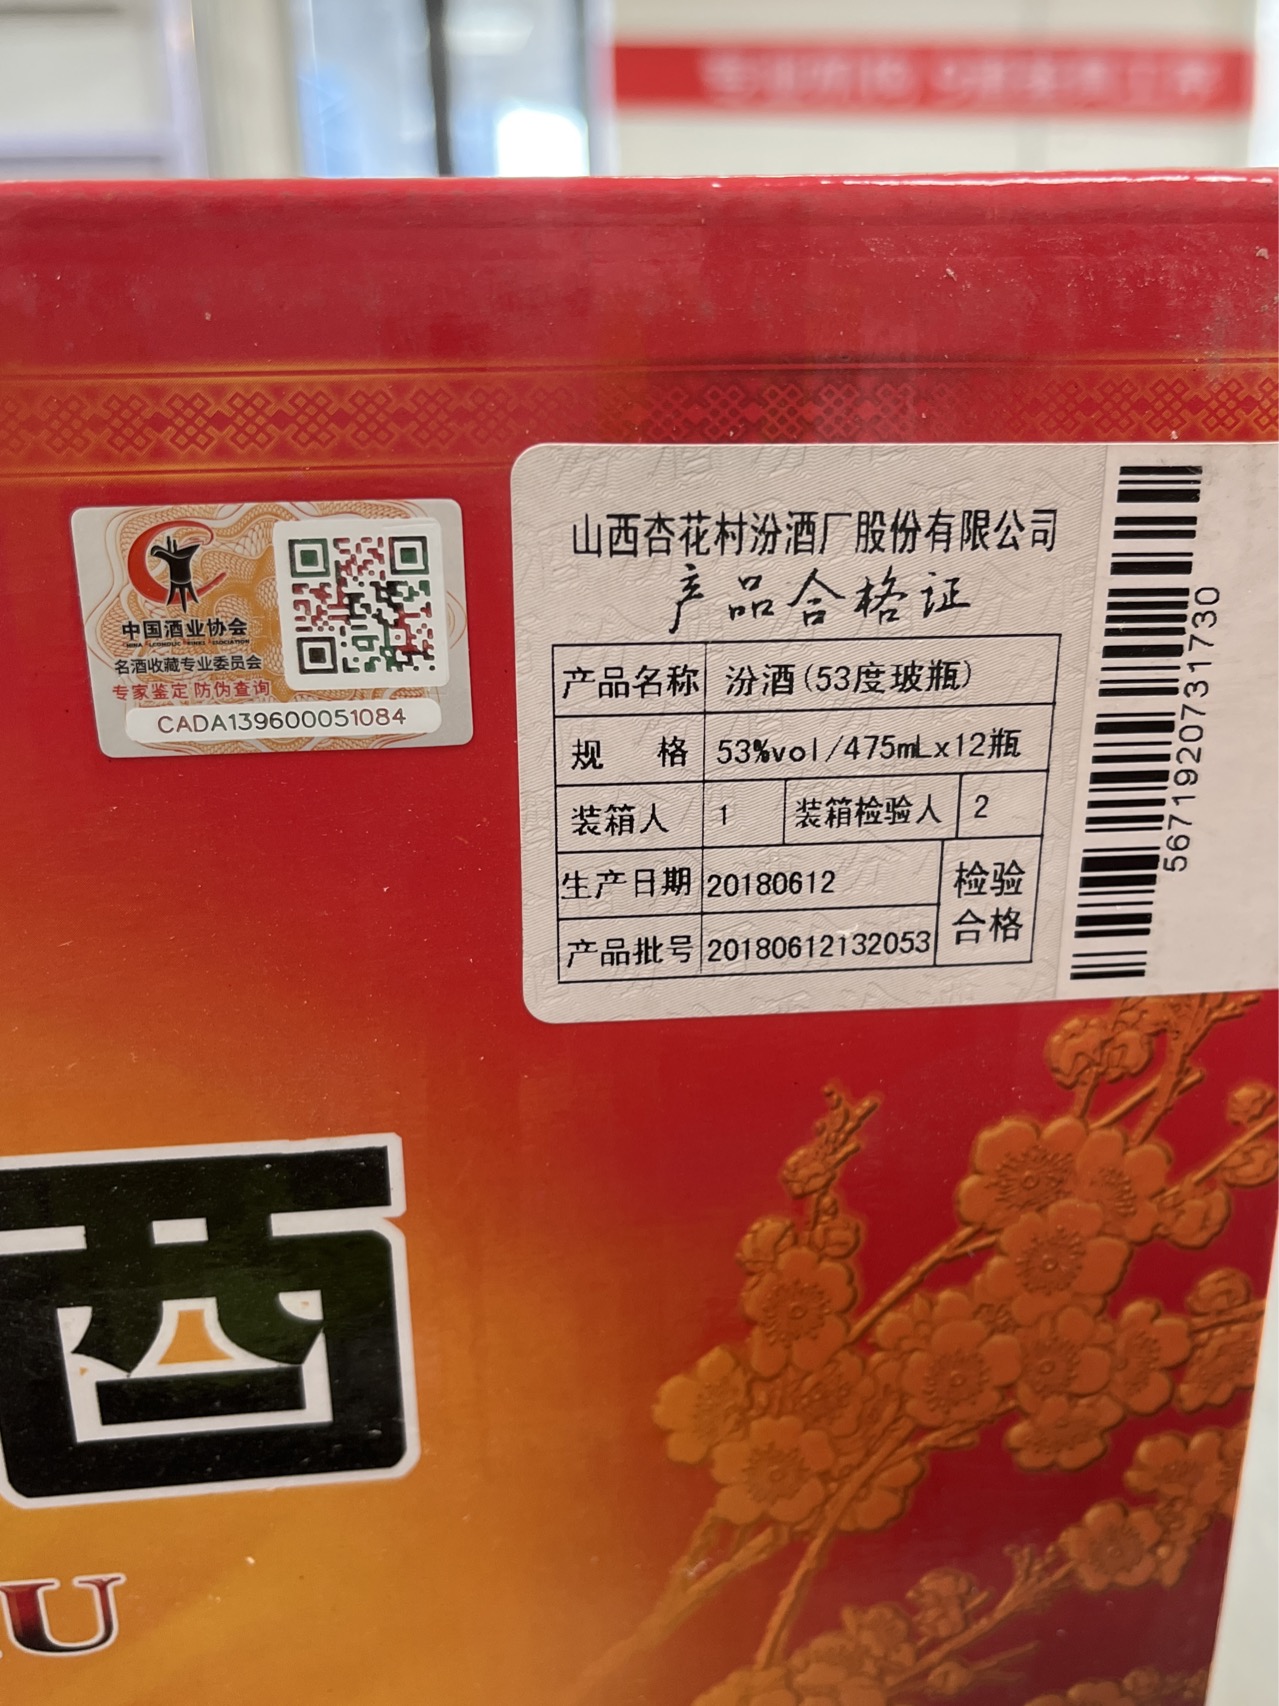 中国酒业协会
CHINA ALCOHOLIC DRINKS ASSOCIATION
名酒收藏专业委员会
专家鉴定 防伪查询
CADA139600051084
山西杏花村汾酒厂股份有限公司
产品合格证
产品名称 汾酒(53度玻瓶)
规 格 53%vol/475mLx12瓶
装箱人 1 装箱检验人 2
生产日期 20180612 检验
产品批号 20180612132053 合格
5671920731730
U